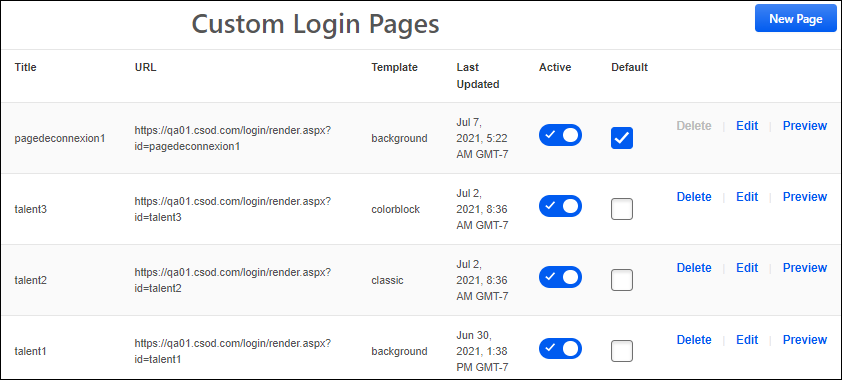 Custom Login Pages
New Page
Title URL Template Last Updated Active Default
pagedeconnexion1 https://qa01.csod.com/login/render.aspx?id=pagedeconnexion1 background Jul 7, 2021, 5:22 AM GMT-7 Delete | Edit | Preview
talent3 https://qa01.csod.com/login/render.aspx?id=talent3 colorblock Jul 2, 2021, 8:36 AM GMT-7 Delete | Edit | Preview
talent2 https://qa01.csod.com/login/render.aspx?id=talent2 classic Jul 2, 2021, 8:36 AM GMT-7 Delete | Edit | Preview
talent1 https://qa01.csod.com/login/render.aspx?id=talent1 background Jun 30, 2021, 1:38 PM GMT-7 Delete | Edit | Preview